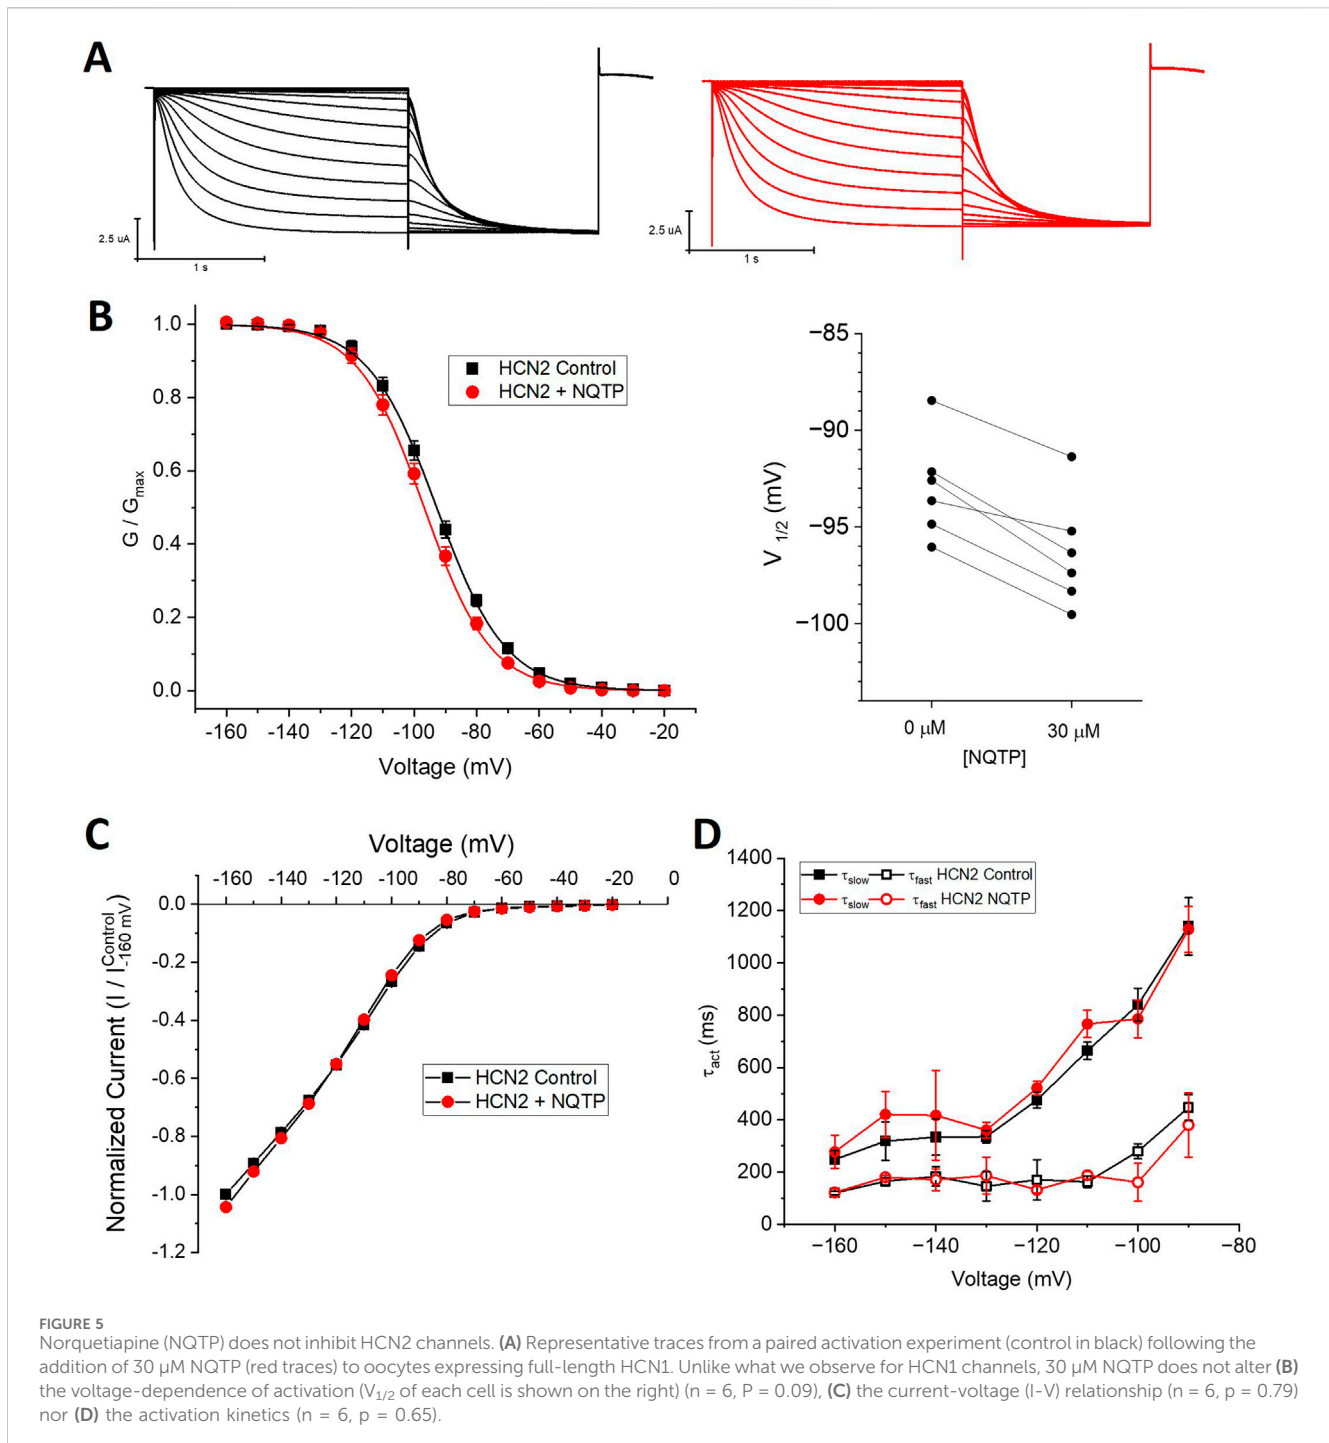 A
2.5 uA
1 s
2.5 uA
1 s
B
1.0
0.8
0.6
0.4
0.2
0.0
G / Gmax
HCN2 Control
HCN2 + NQTP
-160 -140 -120 -100 -80 -60 -40 -20
Voltage (mV)
−85
−90
−95
−100
V 1/2 (mV)
0 µM 30 µM
[NQTP]
C
Voltage (mV)
-160 -140 -120 -100 -80 -60 -40 -20 0
0.0
-0.2
-0.4
-0.6
-0.8
-1.0
-1.2
Normalized Current (I / I Control -160 mV)
HCN2 Control
HCN2 + NQTP
D
1400
1200
1000
800
600
400
200
0
τact (ms)
τslow τfast HCN2 Control
τslow τfast HCN2 NQTP
−160 −140 −120 −100 −80
Voltage (mV)
FIGURE 5
Norquetiapine (NQTP) does not inhibit HCN2 channels. (A) Representative traces from a paired activation experiment (control in black) following the
addition of 30 µM NQTP (red traces) to oocytes expressing full-length HCN1. Unlike what we observe for HCN1 channels, 30 µM NQTP does not alter (B)
the voltage-dependence of activation (V1/2 of each cell is shown on the right) (n = 6, P = 0.09), (C) the current-voltage (I-V) relationship (n = 6, p = 0.79)
nor (D) the activation kinetics (n = 6, p = 0.65).